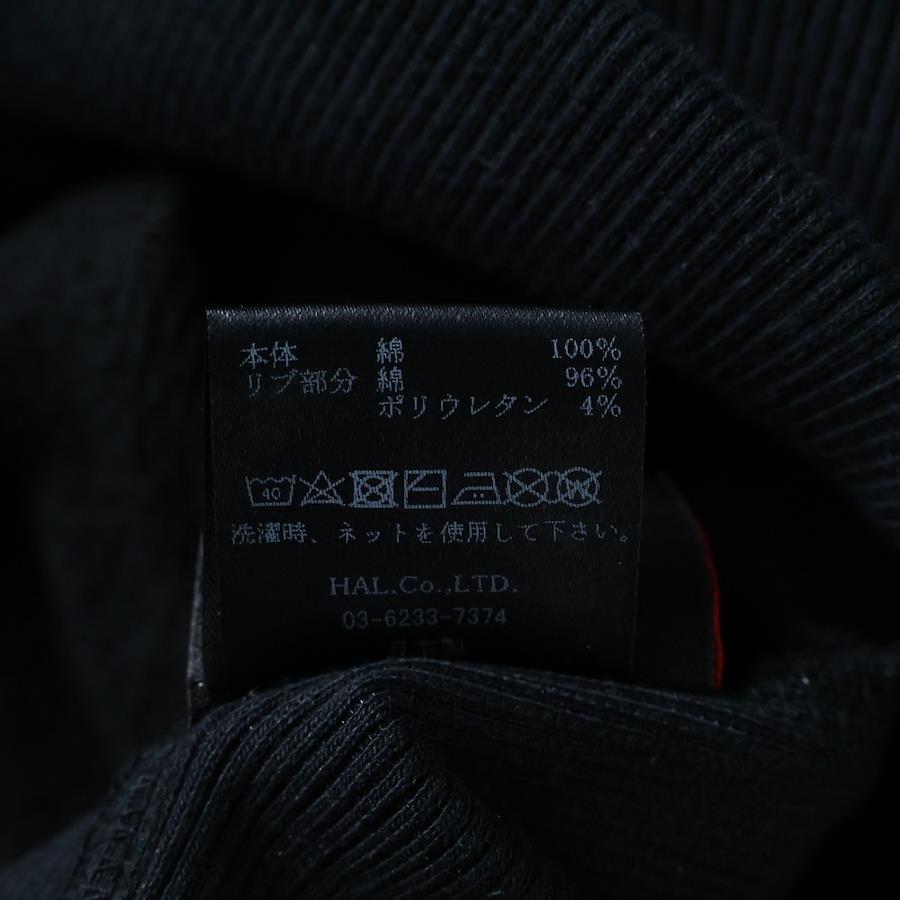 本体 綿 100%
リブ部分 綿 96%
ポリウレタン 4%
40
W
洗濯時、ネットを使用して下さい。
HAL.Co.,LTD.
03-6233-7374